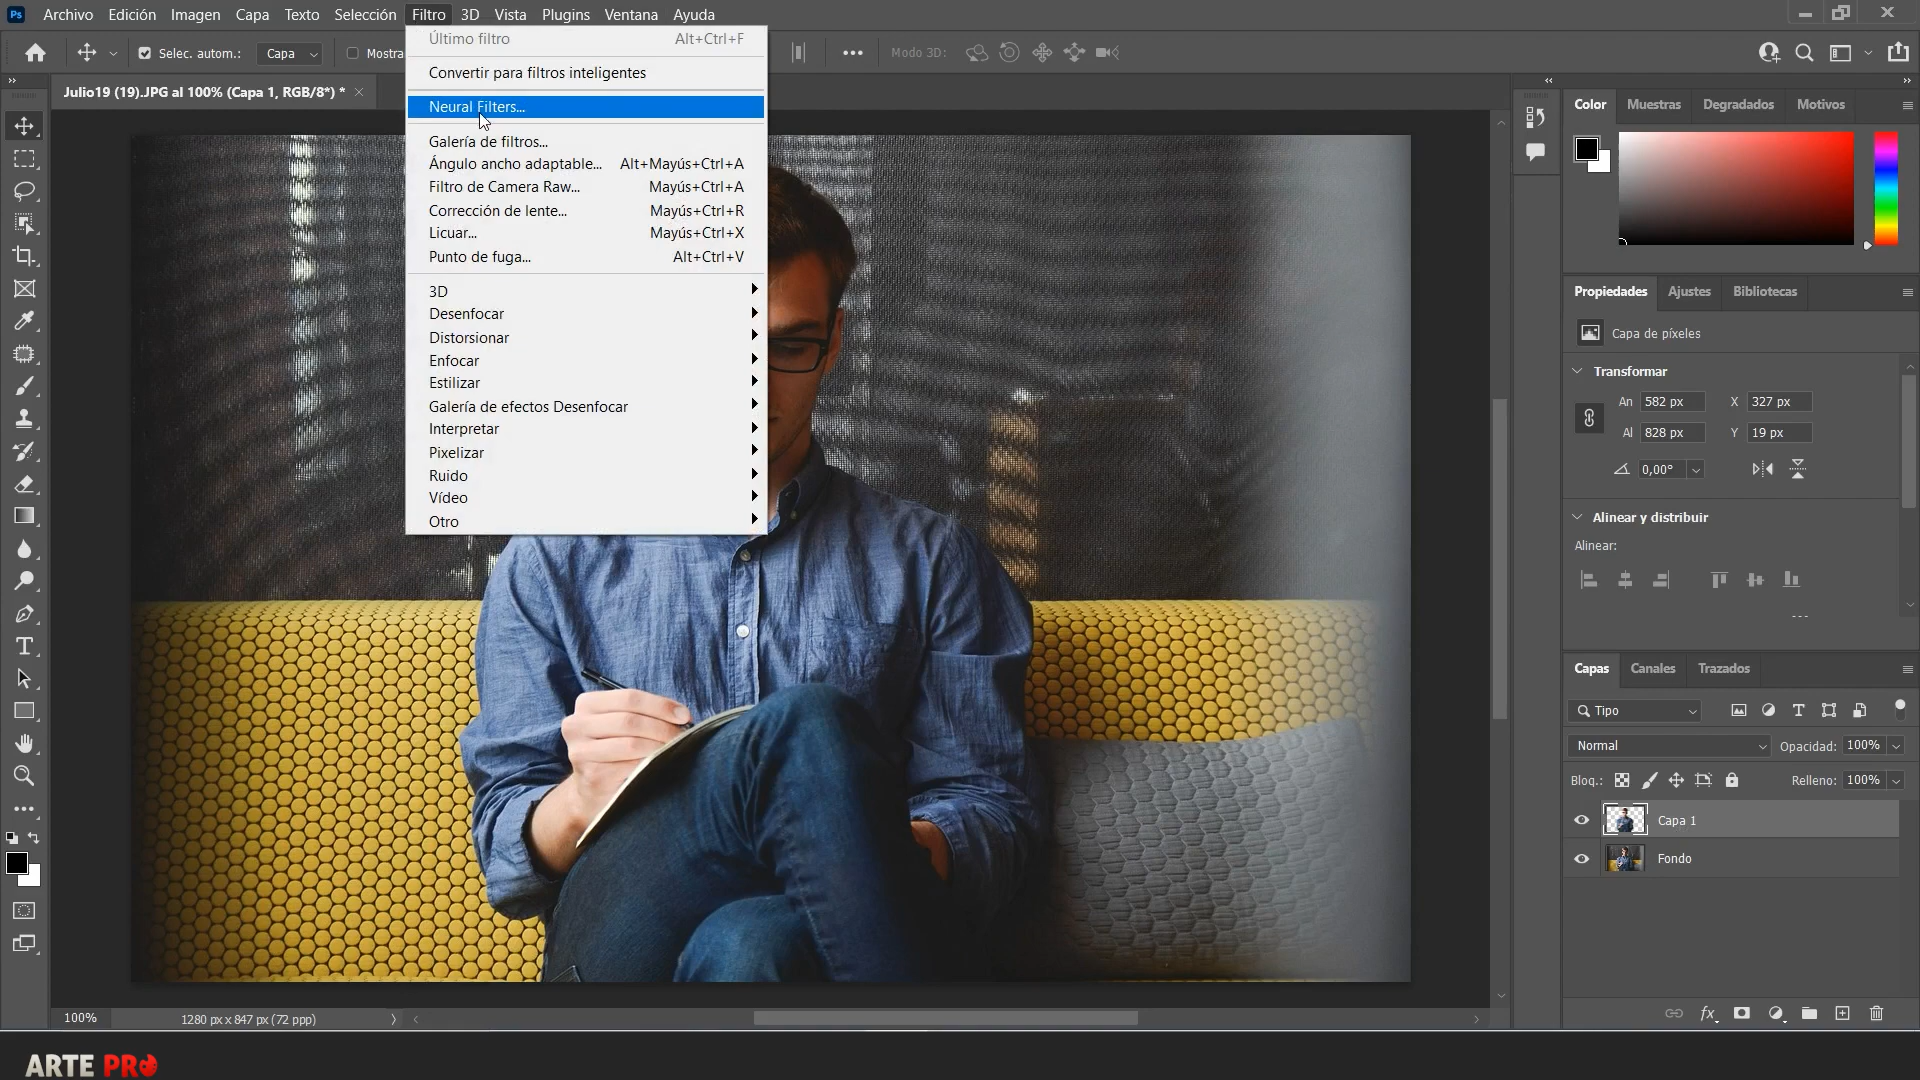 Ps Archivo Edición Imagen Capa Texto Selección Filtro 3D Vista Plugins Ventana Ayuda
Selec. autom.: Capa Mostra Modo 3D:
Julio19 (19).JPG al 100% (Capa 1, RGB/8*) *
Último filtro Alt+Ctrl+F
Convertir para filtros inteligentes
Neural Filters...
Galería de filtros...
Ángulo ancho adaptable... Alt+Mayús+Ctrl+A
Filtro de Camera Raw... Mayús+Ctrl+A
Corrección de lente... Mayús+Ctrl+R
Licuar... Mayús+Ctrl+X
Punto de fuga... Alt+Ctrl+V
3D
Desenfocar
Distorsionar
Enfocar
Estilizar
Galería de efectos Desenfocar
Interpretar
Pixelizar
Ruido
Vídeo
Otro
Color Muestras Degradados Motivos
Propiedades Ajustes Bibliotecas
Capa de píxeles
Transformar
An 582 px X 327 px
Al 828 px Y 19 px
0,00°
Alinear y distribuir
Alinear:
Capas Canales Trazados
Tipo
Normal Opacidad: 100%
Bloq.: Relleno: 100%
Capa 1
Fondo
fx
100% 1280 px x 847 px (72 ppp)
ARTE PRO